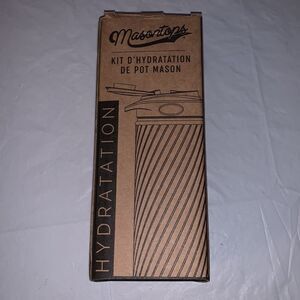 Masontops
KIT D'HYDRATATION
DE POT MASON
HYDRATATION